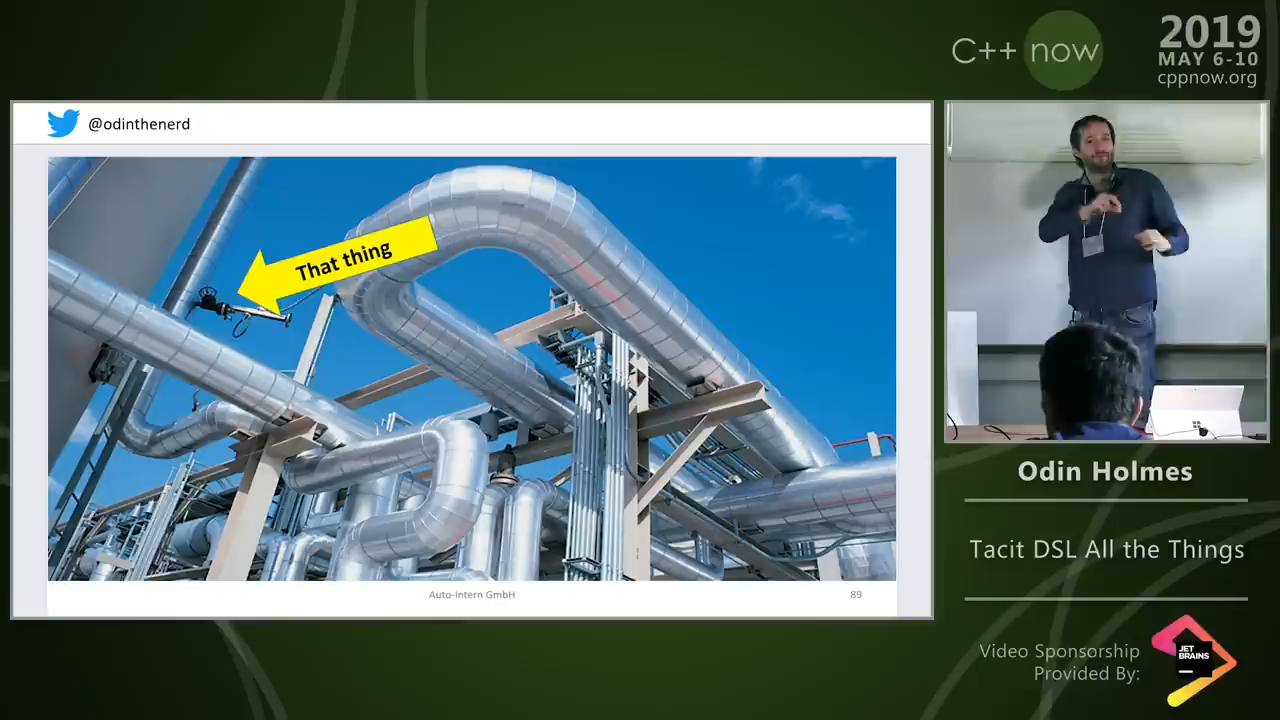 C++ now
2019
MAY 6-10
cppnow.org
@odinthenerd
That thing
Auto-Intern GmbH
89
Odin Holmes
Tacit DSL All the Things
Video Sponsorship
Provided By:
JET
BRAINS